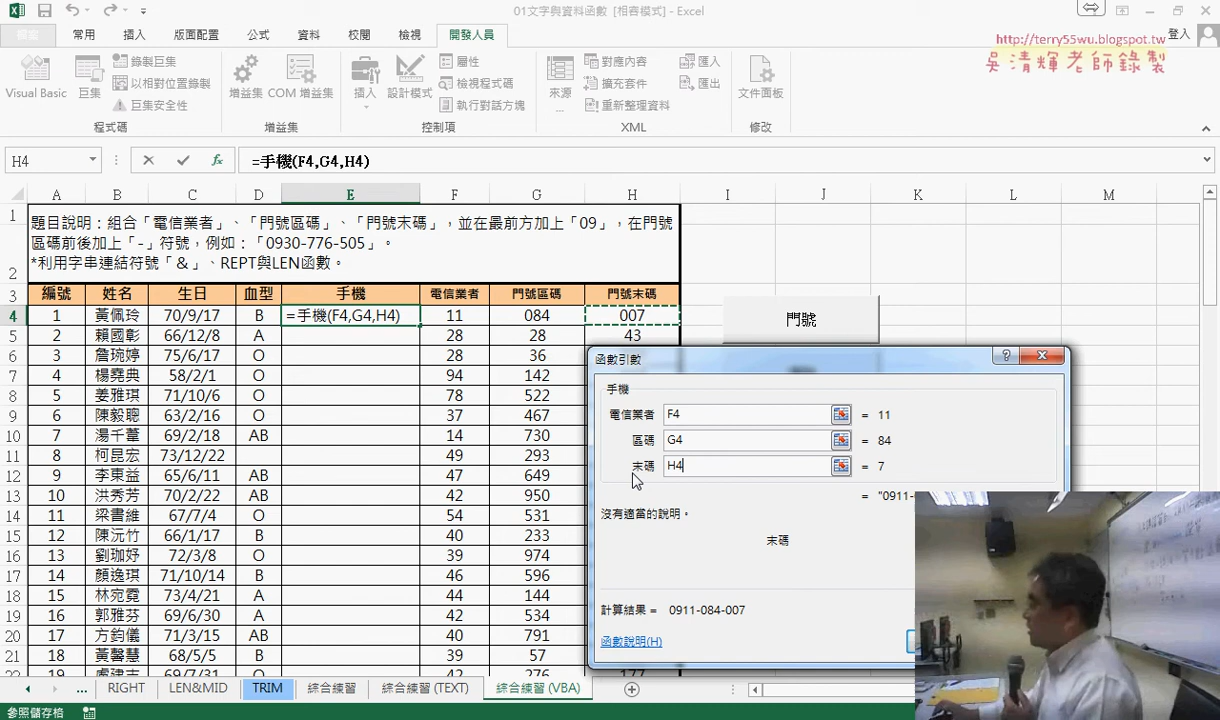 01文字與資料函數 [相容模式] - Excel
http://terry55wu.blogspot.tw
登入
吳清輝老師錄製
檔案 常用 插入 版面配置 公式 資料 校閱 檢視 開發人員
Visual Basic 巨集 錄製巨集 以相對位置錄製 巨集安全性 增益集 COM 增益集 插入 設計模式 屬性 檢視程式碼 執行對話方塊 來源 對應內容 擴充套件 重新整理資料 匯入 匯出 文件面板
程式碼 增益集 控制項 XML 修改
H4 fx =手機(F4,G4,H4)
A B C D E F G H I J K L M
1 題目說明：組合「電信業者」、「門號區碼」、「門號末碼」，並在最前方加上「09」，在門號
區碼前後加上「-」符號，例如：「0930-776-505」。
2 *利用字串連結符號「&」、REPT與LEN函數。
3 編號 姓名 生日 血型 手機 電信業者 門號區碼 門號末碼
4 1 黃佩玲 70/9/17 B =手機(F4,G4,H4) 11 084 007 門號
5 2 賴國彰 66/12/8 A 28 28 43
6 3 詹琬婷 75/6/17 O 28 36
7 4 楊堯典 58/2/1 O 94 142
8 5 姜雅琪 71/10/6 O 78 522
9 6 陳毅聰 63/2/16 O 37 467
10 7 湯千薰 69/2/18 AB 14 730
11 8 柯昆宏 73/12/22 49 293
12 9 李東益 65/6/11 AB 47 649
13 10 洪秀芳 70/2/22 AB 42 950
14 11 梁書維 67/7/4 O 54 531
15 12 陳沅竹 66/1/17 B 40 233
16 13 劉珈妤 72/3/8 O 39 974
17 14 顏逸琪 71/10/14 B 46 596
18 15 林宛霓 73/4/21 A 44 144
19 16 郭雅芬 69/6/30 A 42 534
20 17 方鈞儀 71/3/15 AB 40 791
21 18 黃馨慧 68/5/5 B 39 57
函數引數
手機
電信業者 F4 = 11
區碼 G4 = 84
末碼 H4 = 7
= "0911-
沒有適當的說明。
末碼
計算結果 = 0911-084-007
函數說明(H)
... RIGHT LEN&MID TRIM 綜合練習 綜合練習 (TEXT) 綜合練習 (VBA)
參照儲存格